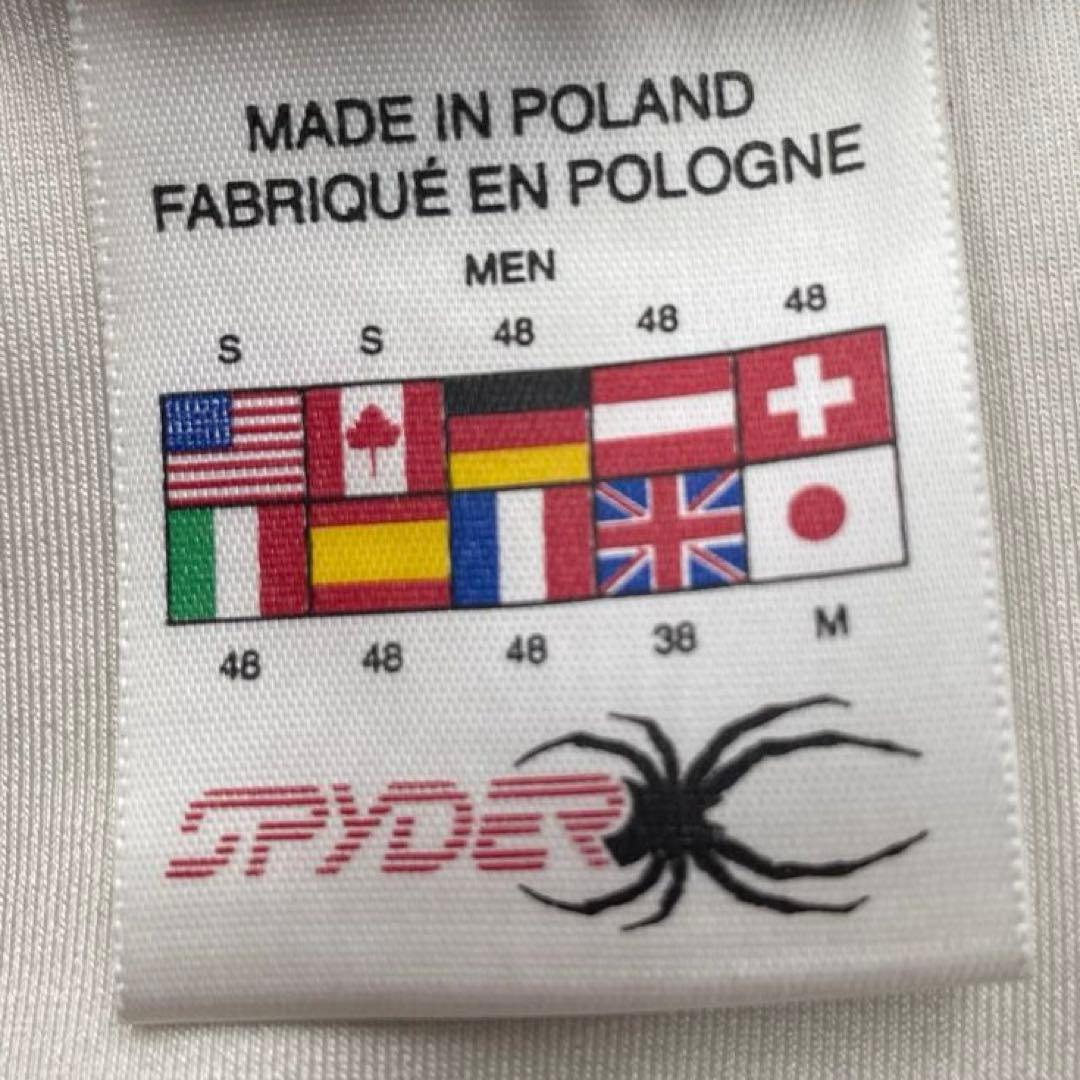 MADE IN POLAND
FABRIQUÉ EN POLOGNE
MEN
S S 48 48 48
48 48 48 38 M
SPYDER